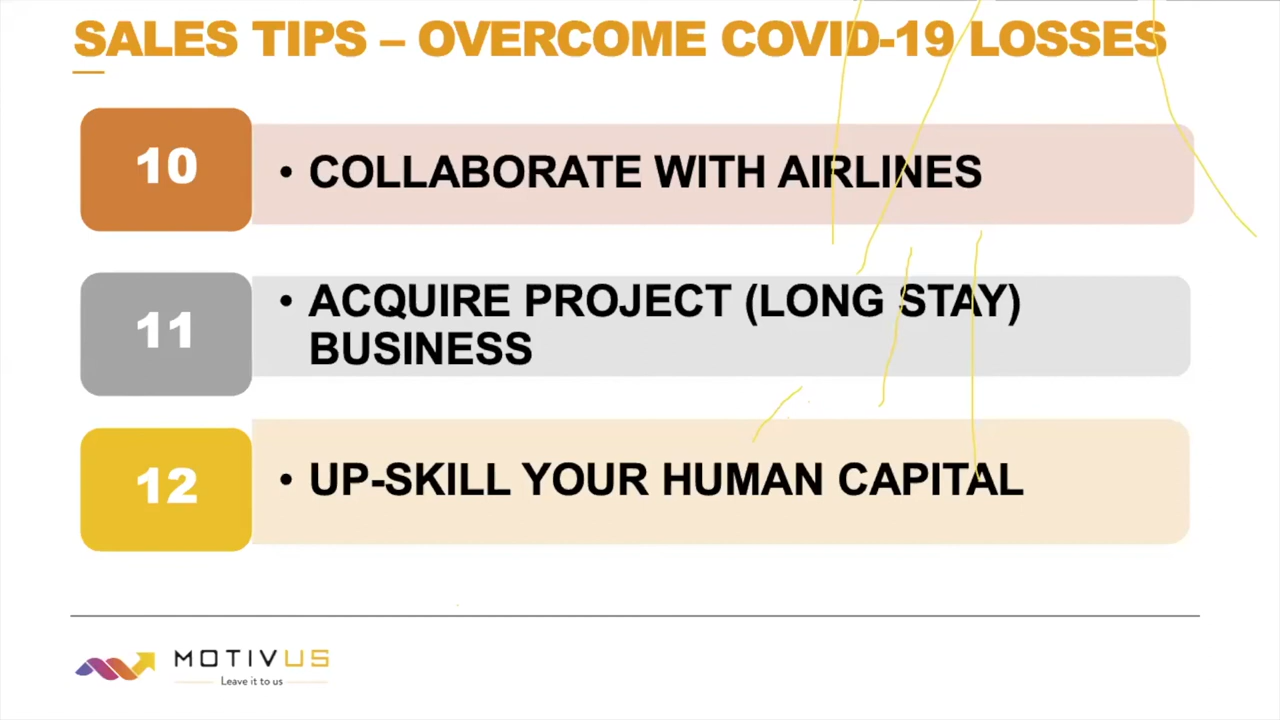 SALES TIPS – OVERCOME COVID-19 LOSSES
10
• COLLABORATE WITH AIRLINES
11
• ACQUIRE PROJECT (LONG STAY)
BUSINESS
12
• UP-SKILL YOUR HUMAN CAPITAL
MOTIVUS
Leave it to us